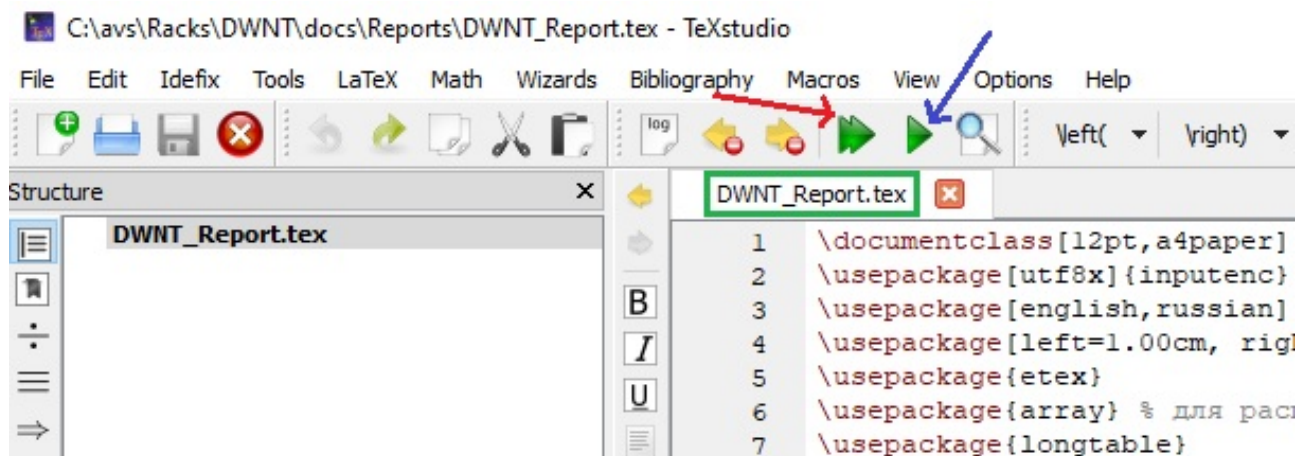 C:\avs\Racks\DWNT\docs\Reports\DWNT_Report.tex - TeXstudio
File Edit Idefix Tools LaTeX Math Wizards Bibliography Macros View Options Help
log \left( \right)
Structure
DWNT_Report.tex
DWNT_Report.tex
B
I
U
1 \documentclass[12pt,a4paper]
2 \usepackage[utf8x]{inputenc}
3 \usepackage[english,russian]
4 \usepackage[left=1.00cm,
5 \usepackage{etex}
6 \usepackage{array} % для
7 \usepackage{longtable}